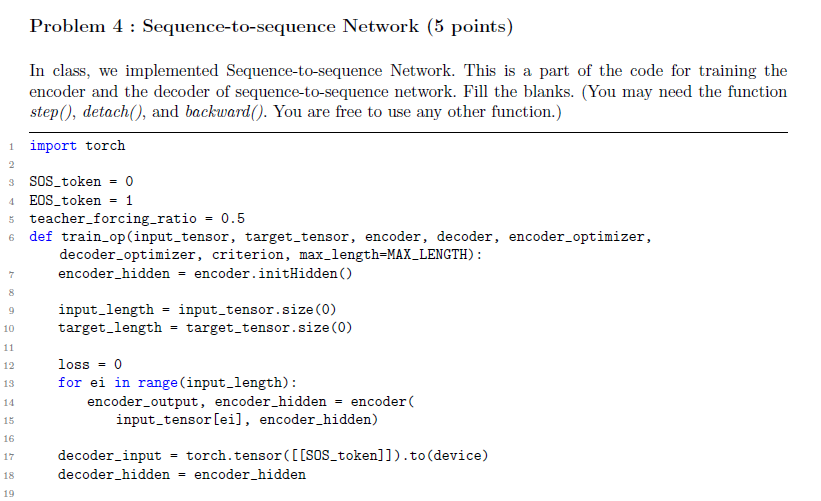 Problem 4 : Sequence-to-sequence Network (5 points)
In class, we implemented Sequence-to-sequence Network. This is a part of the code for training the
encoder and the decoder of sequence-to-sequence network. Fill the blanks. (You may need the function
step(), detach(), and backward(). You are free to use any other function.)
1 import torch
2
3 SOS_token = 0
4 EOS_token = 1
5 teacher_forcing_ratio = 0.5
6 def train_op(input_tensor, target_tensor, encoder, decoder, encoder_optimizer,
decoder_optimizer, criterion, max_length=MAX_LENGTH):
7 encoder_hidden = encoder.initHidden()
8
9 input_length = input_tensor.size(0)
10 target_length = target_tensor.size(0)
11
12 loss = 0
13 for ei in range(input_length):
14 encoder_output, encoder_hidden = encoder(
15 input_tensor[ei], encoder_hidden)
16
17 decoder_input = torch.tensor([[SOS_token]]).to(device)
18 decoder_hidden = encoder_hidden
19